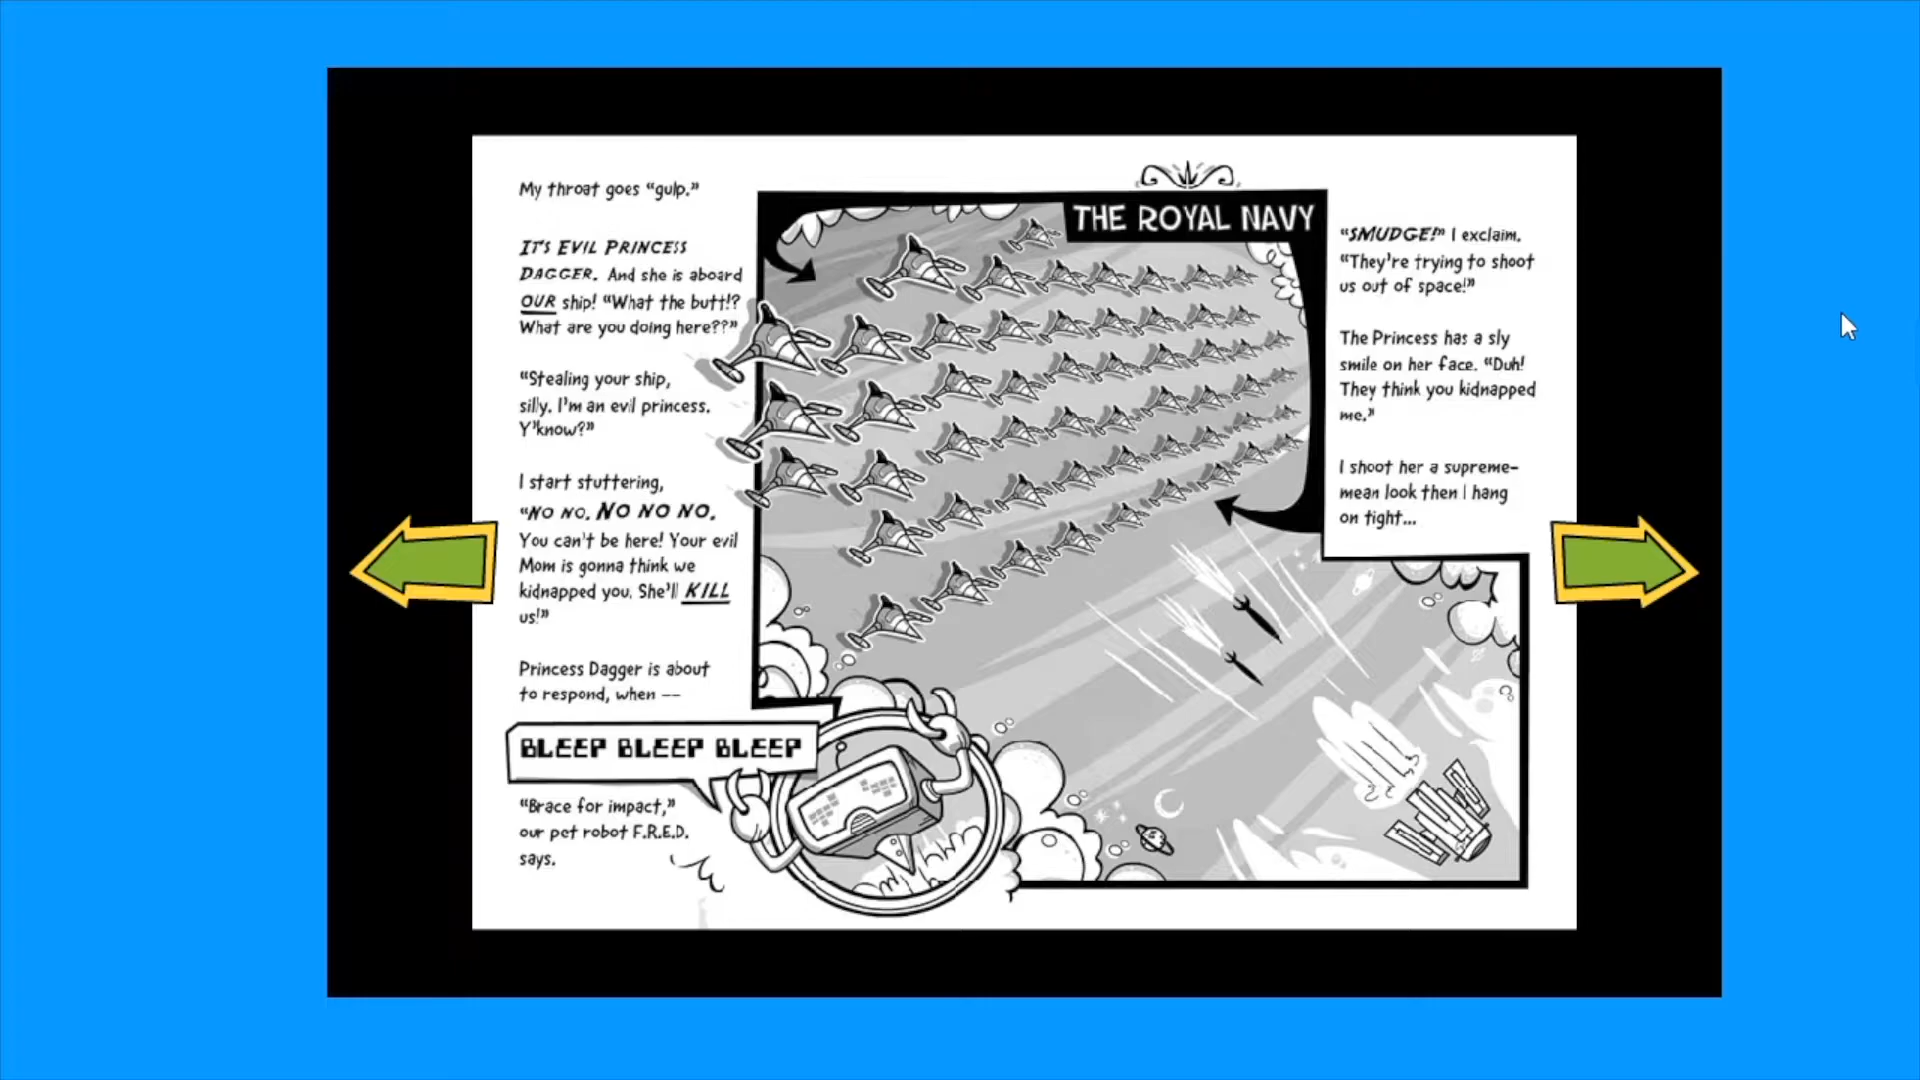 My throat goes “gulp.”
IT'S EVIL PRINCESS
DAGGER. And she is aboard
OUR ship! “What the butt!?
What are you doing here??”
“Stealing your ship,
silly. I'm an evil princess.
Y'know?”
I start stuttering,
“NO NO. NO NO NO.
You can't be here! Your evil
Mom is gonna think we
kidnapped you. She'll KILL
us!”
Princess Dagger is about
to respond, when --
BLEEP BLEEP BLEEP
“Brace for impact,”
our pet robot F.R.E.D.
says.
THE ROYAL NAVY
“SMUDGE!” I exclaim.
“They're trying to shoot
us out of space!”
The Princess has a sly
smile on her face. “Duh!
They think you kidnapped
me.”
I shoot her a supreme-
mean look then I hang
on tight...